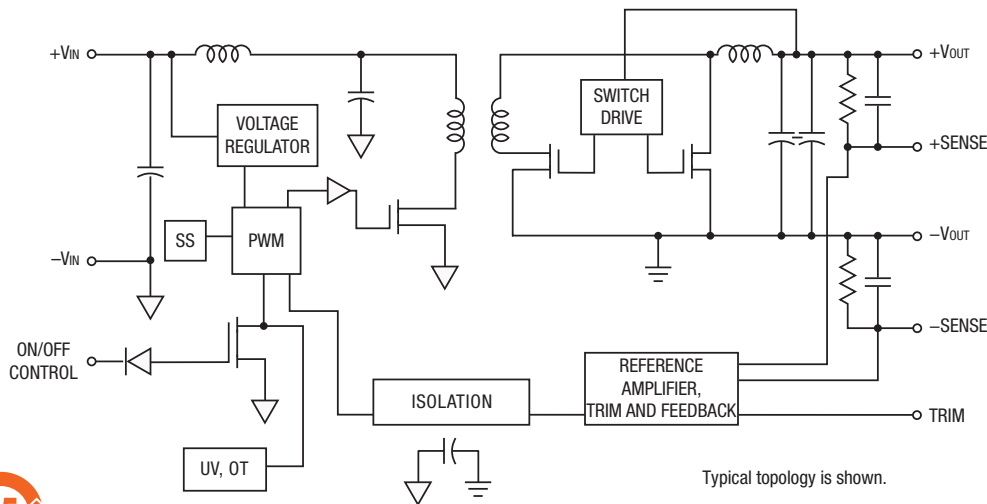 +VIN
VOLTAGE
REGULATOR
SWITCH
DRIVE
+VOUT
+SENSE
SS
PWM
–VIN
–VOUT
–SENSE
ON/OFF
CONTROL
ISOLATION
REFERENCE
AMPLIFIER,
TRIM AND FEEDBACK
TRIM
UV, OT
Typical topology is shown.